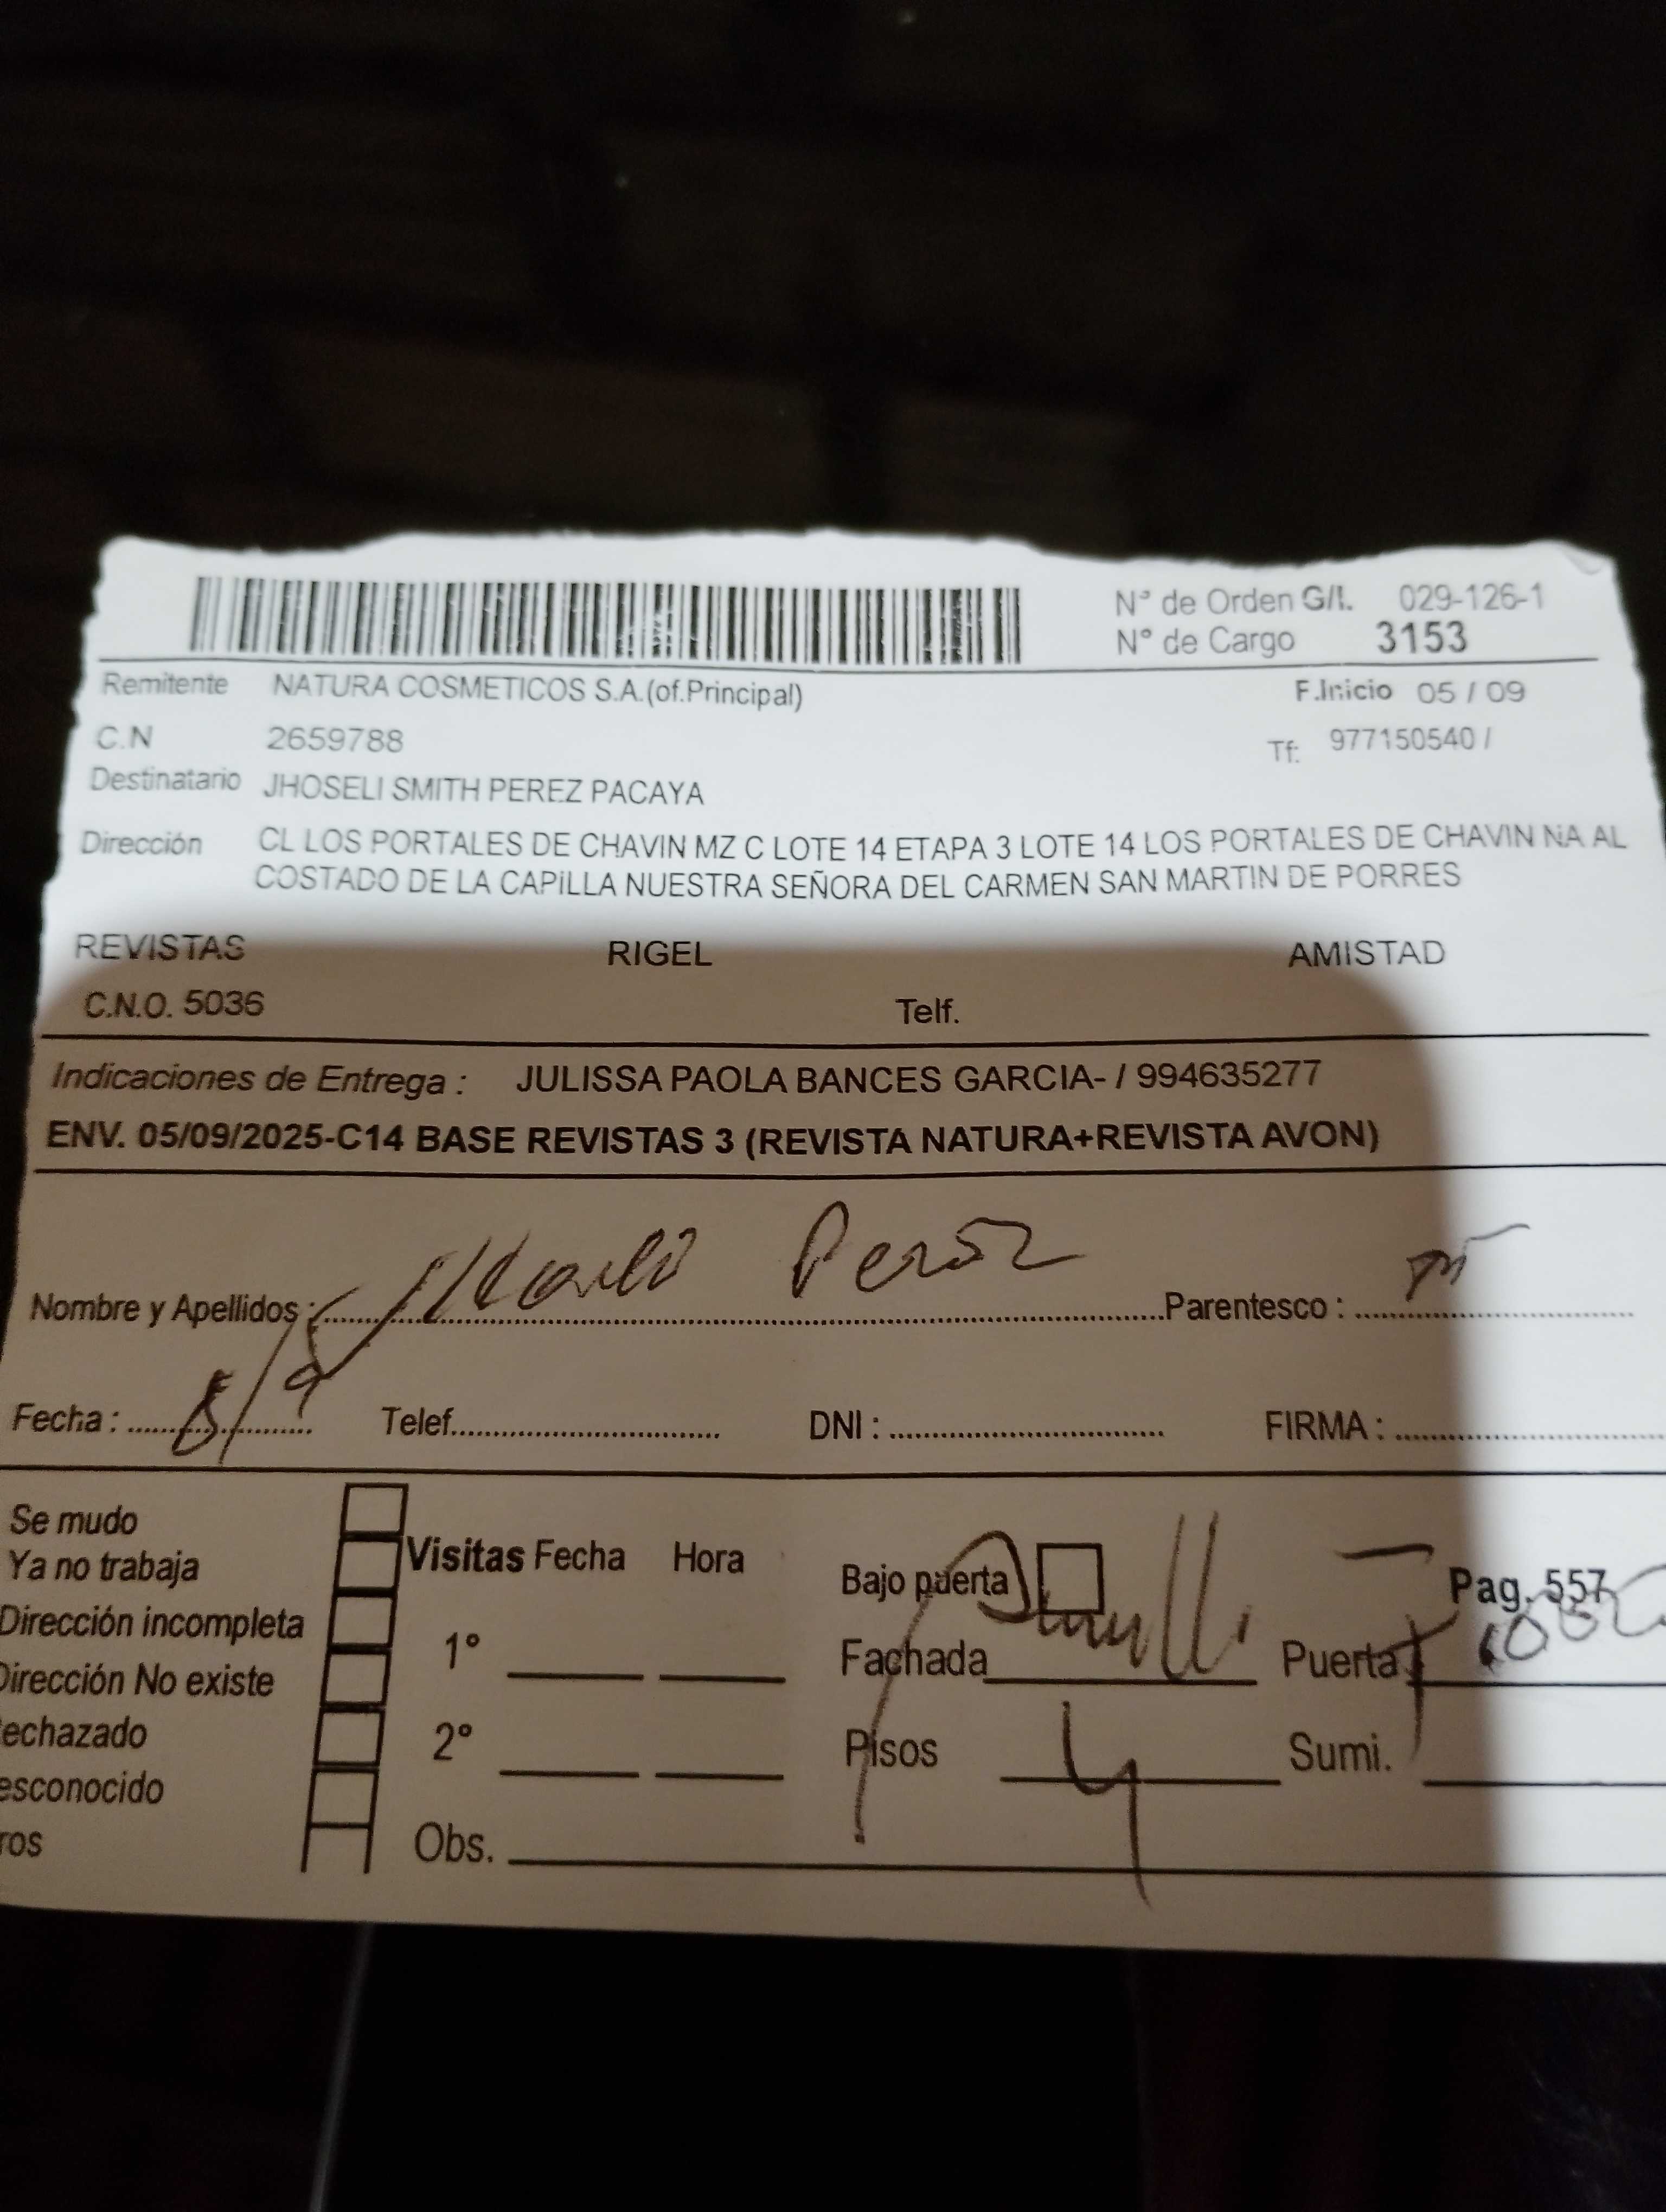 N° de Orden G/I. 029-126-1
N° de Cargo 3153
Remitente NATURA COSMETICOS S.A.(of.Principal) F.Inicio 05 / 09
C.N 2659788 Tf: 977150540 /
Destinatario JHOSELI SMITH PEREZ PACAYA
Dirección CL LOS PORTALES DE CHAVIN MZ C LOTE 14 ETAPA 3 LOTE 14 LOS PORTALES DE CHAVIN NA AL
COSTADO DE LA CAPILLA NUESTRA SEÑORA DEL CARMEN SAN MARTIN DE PORRES
REVISTAS RIGEL AMISTAD
C.N.O. 5036 Telf.
Indicaciones de Entrega : JULISSA PAOLA BANCES GARCIA- / 994635277
ENV. 05/09/2025-C14 BASE REVISTAS 3 (REVISTA NATURA+REVISTA AVON)
Nombre y Apellidos : Perez Parentesco :
Fecha : 8/9 Telef. DNI : FIRMA :
Se mudo
Ya no trabaja
Dirección incompleta
Dirección No existe
echazado
esconocido
ros
Visitas Fecha Hora
1°
2°
Obs.
Bajo puerta Pag. 557
Fachada Puerta
Pisos 4 Sumi.